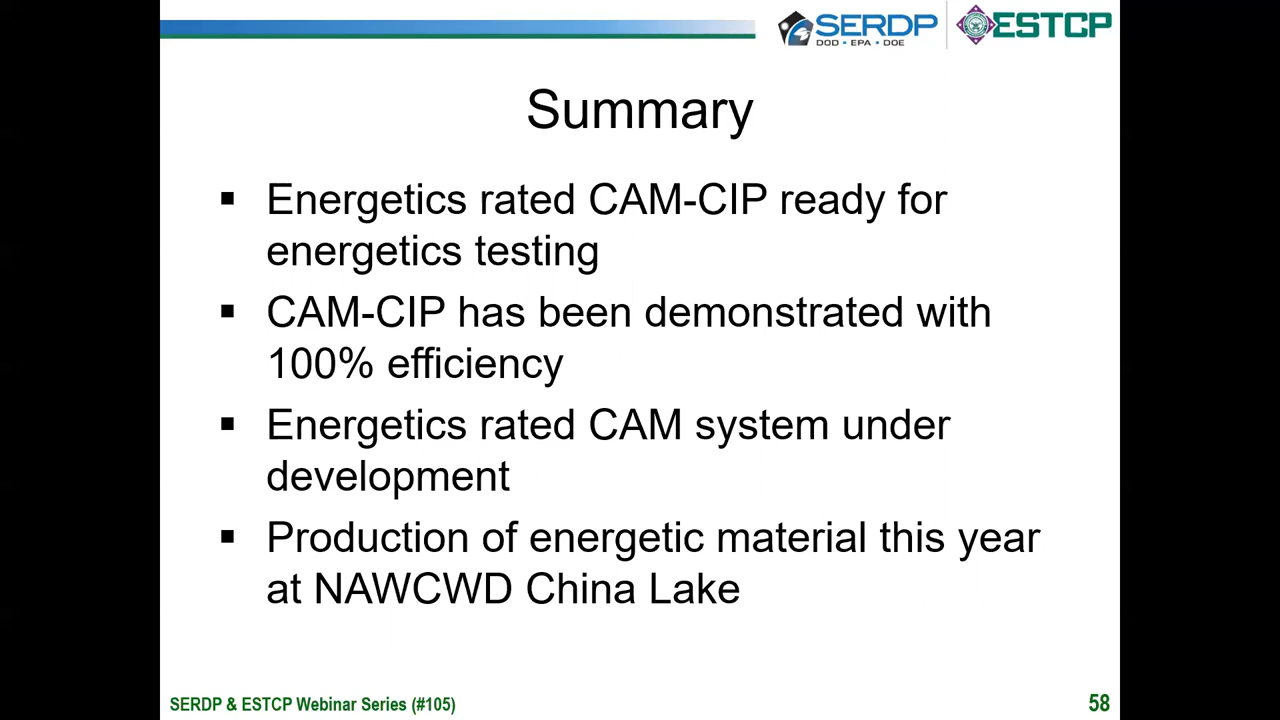 SERDP
DOD • EPA • DOE
ESTCP
Summary
▪ Energetics rated CAM-CIP ready for
energetics testing
▪ CAM-CIP has been demonstrated with
100% efficiency
▪ Energetics rated CAM system under
development
▪ Production of energetic material this year
at NAWCWD China Lake
SERDP & ESTCP Webinar Series (#105)
58